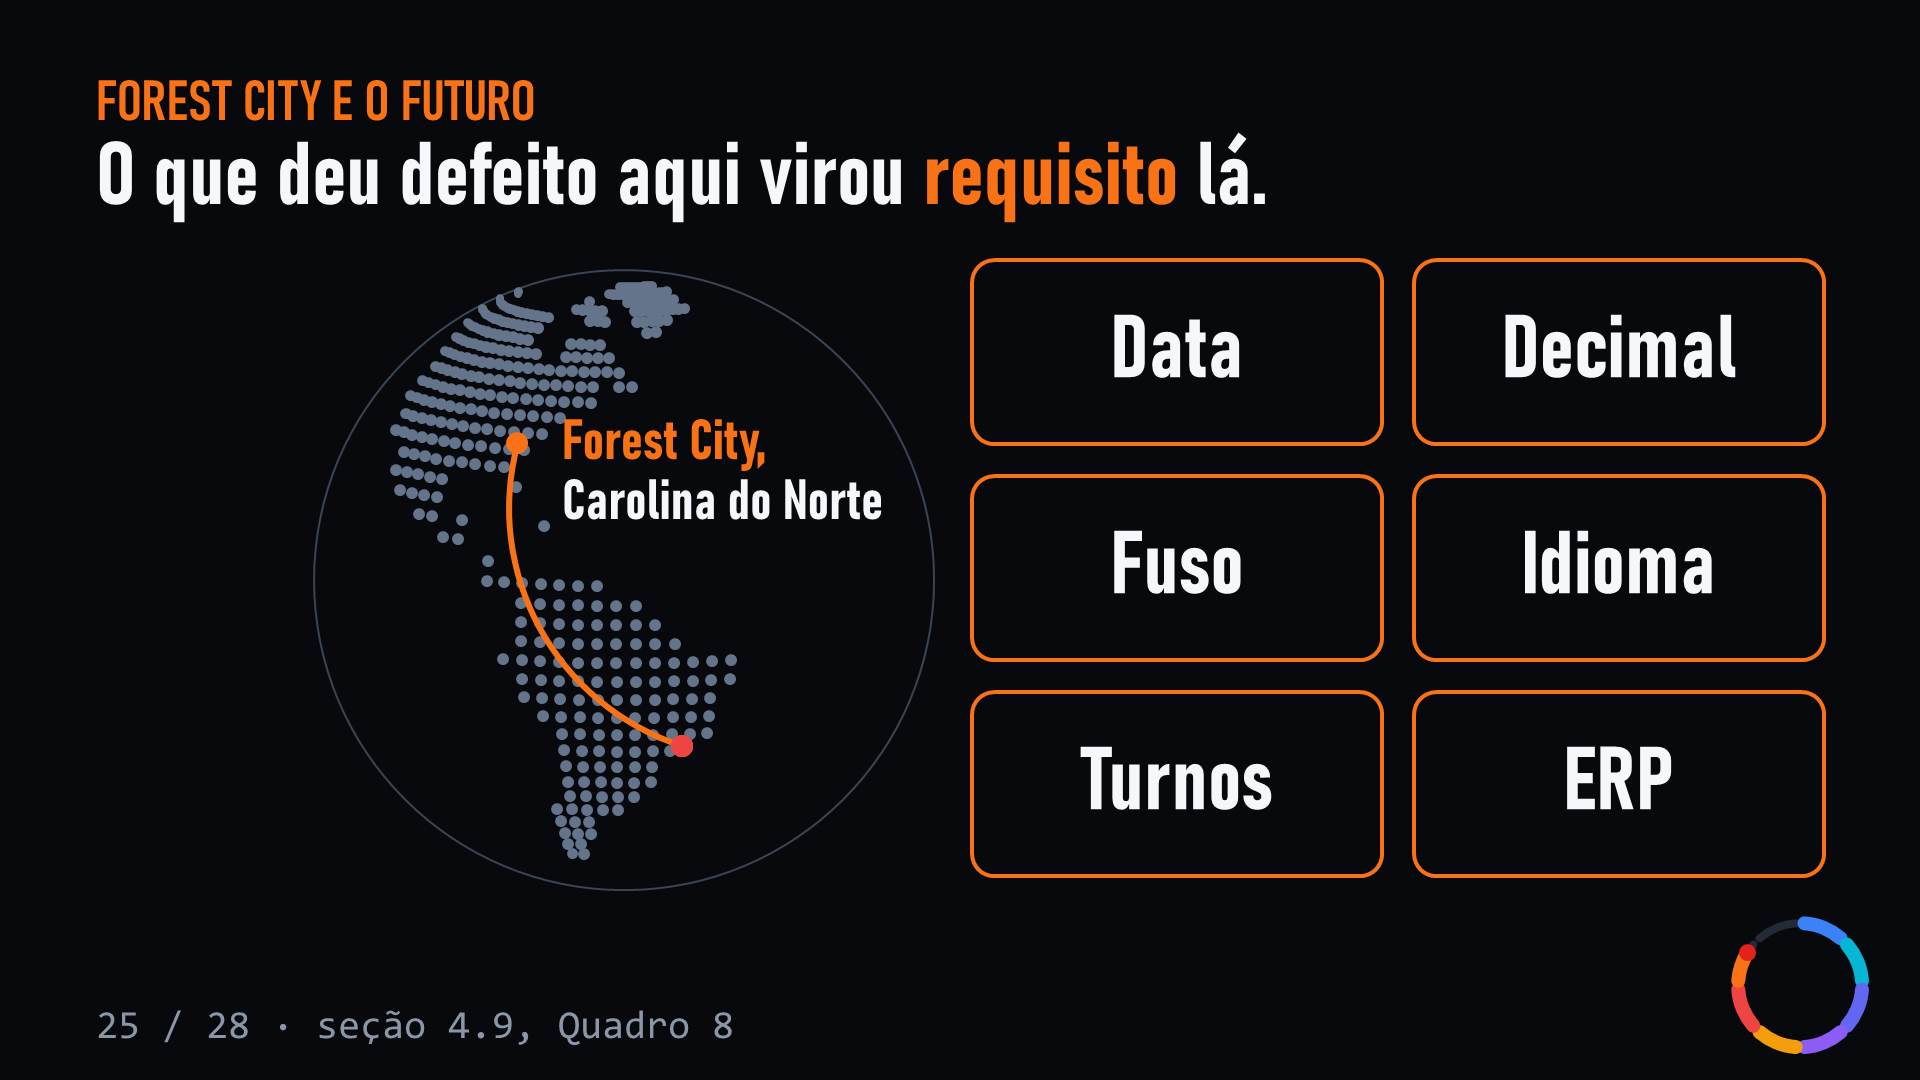 FOREST CITY E O FUTURO
O que deu defeito aqui virou requisito lá.
Forest City,
Carolina do Norte
Data
Decimal
Fuso
Idioma
Turnos
ERP
25 / 28 · seção 4.9, Quadro 8